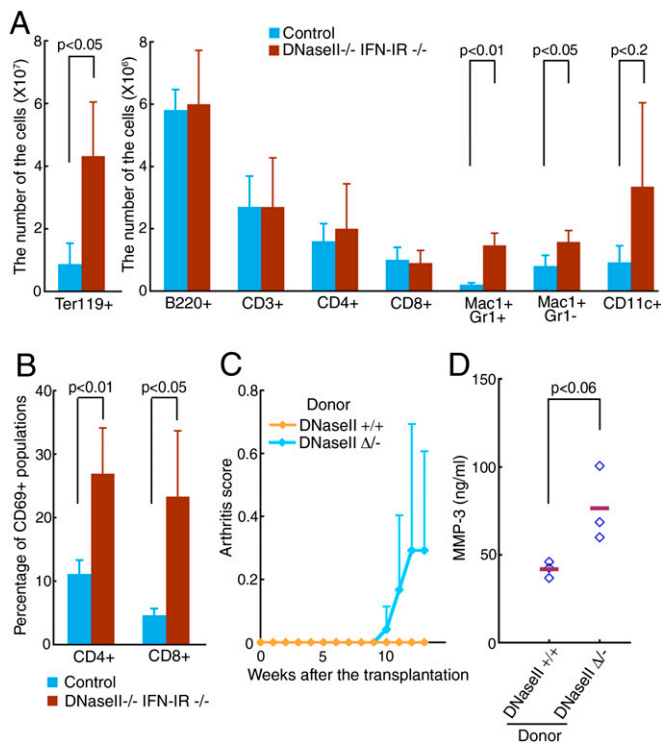 A
Control
DNaseII-/- IFN-IR -/-
p<0.05
p<0.01
p<0.05
p<0.2
The number of the cells (X10⁷)
8
6
4
2
0
Ter119+
The number of the cells (X10⁶)
8
6
4
2
0
B220+
CD3+
CD4+
CD8+
Mac1+
Gr1+
Mac1+
Gr1-
CD11c+
B
p<0.01
p<0.05
Percentage of CD69+ populations
40
30
20
10
0
CD4+
CD8+
Control
DNaseII-/- IFN-IR -/-
C
Donor
DNaseII +/+
DNaseII Δ/-
Arthritis score
0.8
0.6
0.4
0.2
0
0
5
10
Weeks after the transplantation
D
p<0.06
MMP-3 (ng/ml)
150
100
50
0
DNaseII +/+
DNaseII Δ/-
Donor